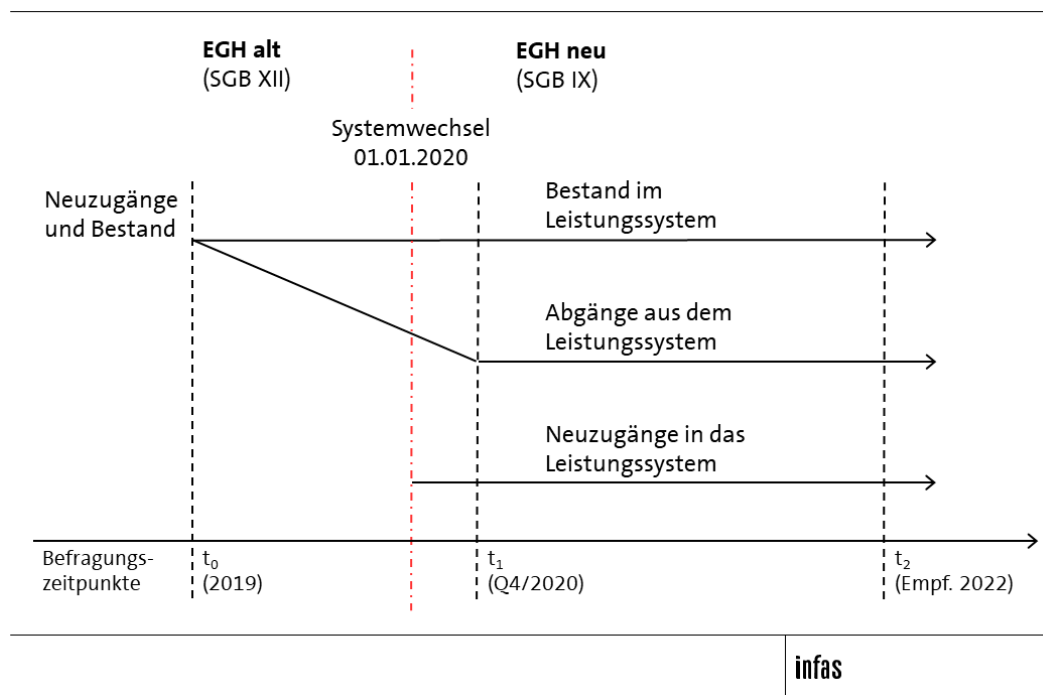 EGH alt
(SGB XII)
EGH neu
(SGB IX)
Systemwechsel
01.01.2020
Neuzugänge
und Bestand
Bestand im
Leistungssystem
Abgänge aus dem
Leistungssystem
Neuzugänge in das
Leistungssystem
Befragungs-
zeitpunkte
t₀
(2019)
t₁
(Q4/2020)
t₂
(Empf. 2022)
infas